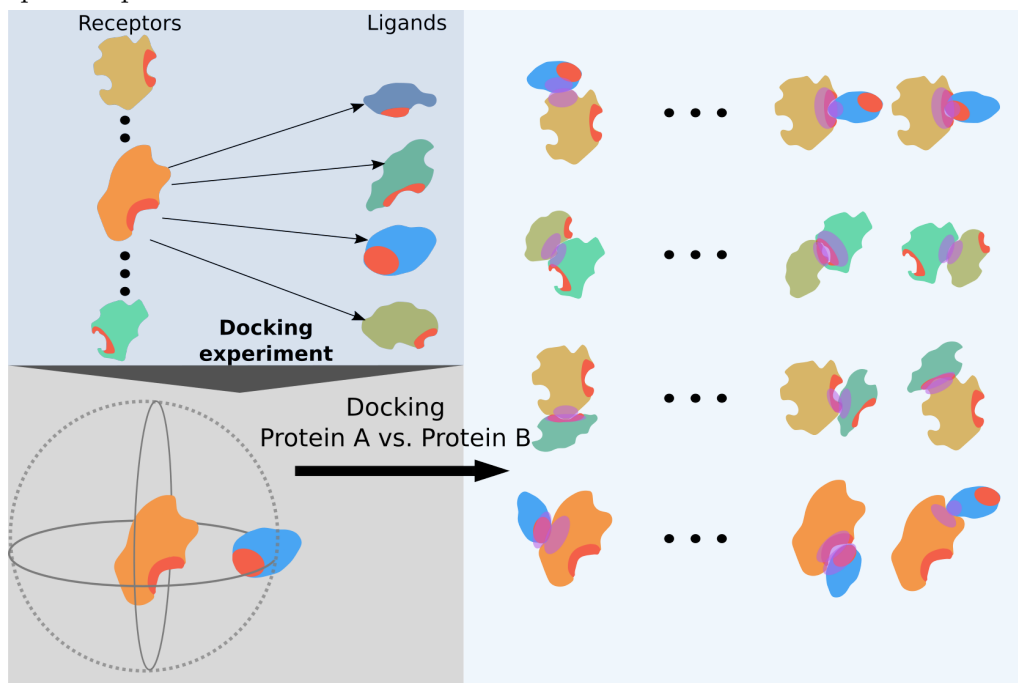 Receptors
Ligands
Docking
experiment
Docking
Protein A vs. Protein B